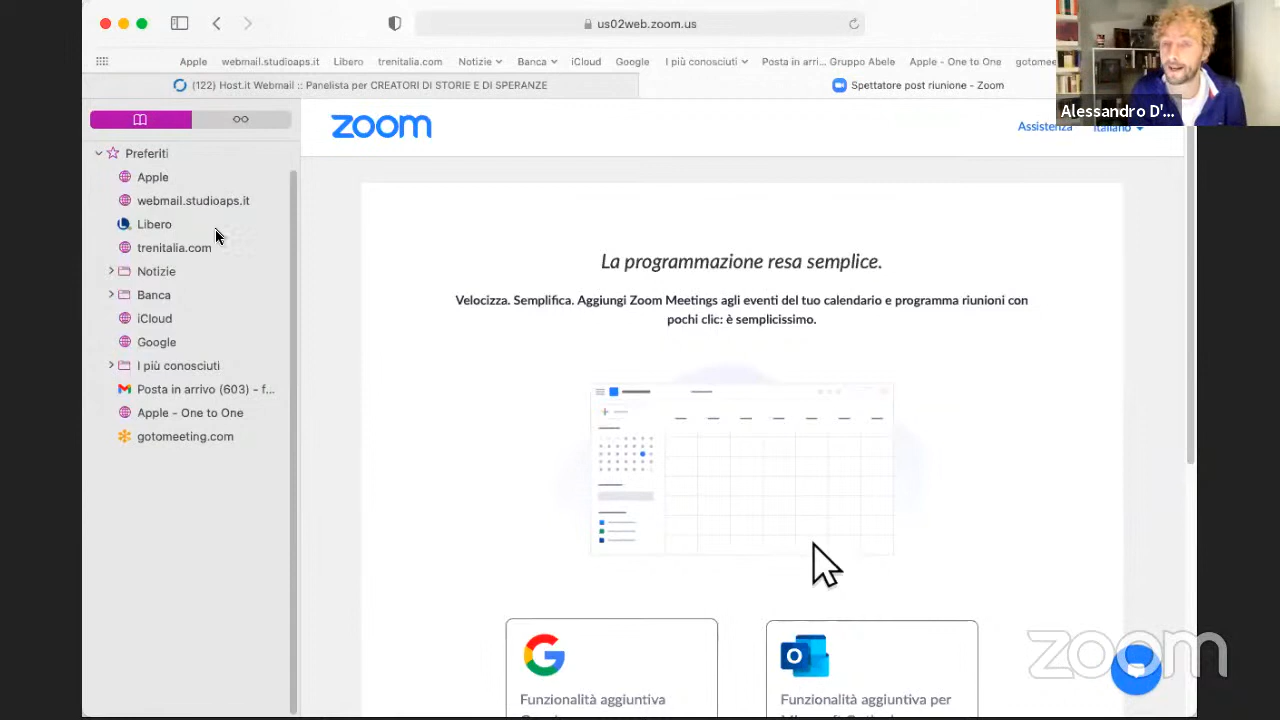 us02web.zoom.us
Apple webmail.studioaps.it Libero trenitalia.com Notizie Banca iCloud Google I più conosciuti Posta in arri... Gruppo Abele Apple - One to One gotome
(122) Host.it Webmail :: Panelista per CREATORI DI STORIE E DI SPERANZE
Spettatore post riunione - Zoom
Alessandro D'...
Preferiti
Apple
webmail.studioaps.it
Libero
trenitalia.com
Notizie
Banca
iCloud
Google
I più conosciuti
Posta in arrivo (603) - f...
Apple - One to One
gotomeeting.com
zoom
Assistenza Italiano
La programmazione resa semplice.
Velocizza. Semplifica. Aggiungi Zoom Meetings agli eventi del tuo calendario e programma riunioni con
pochi clic: è semplicissimo.
Funzionalità aggiuntiva
Funzionalità aggiuntiva per
zoom